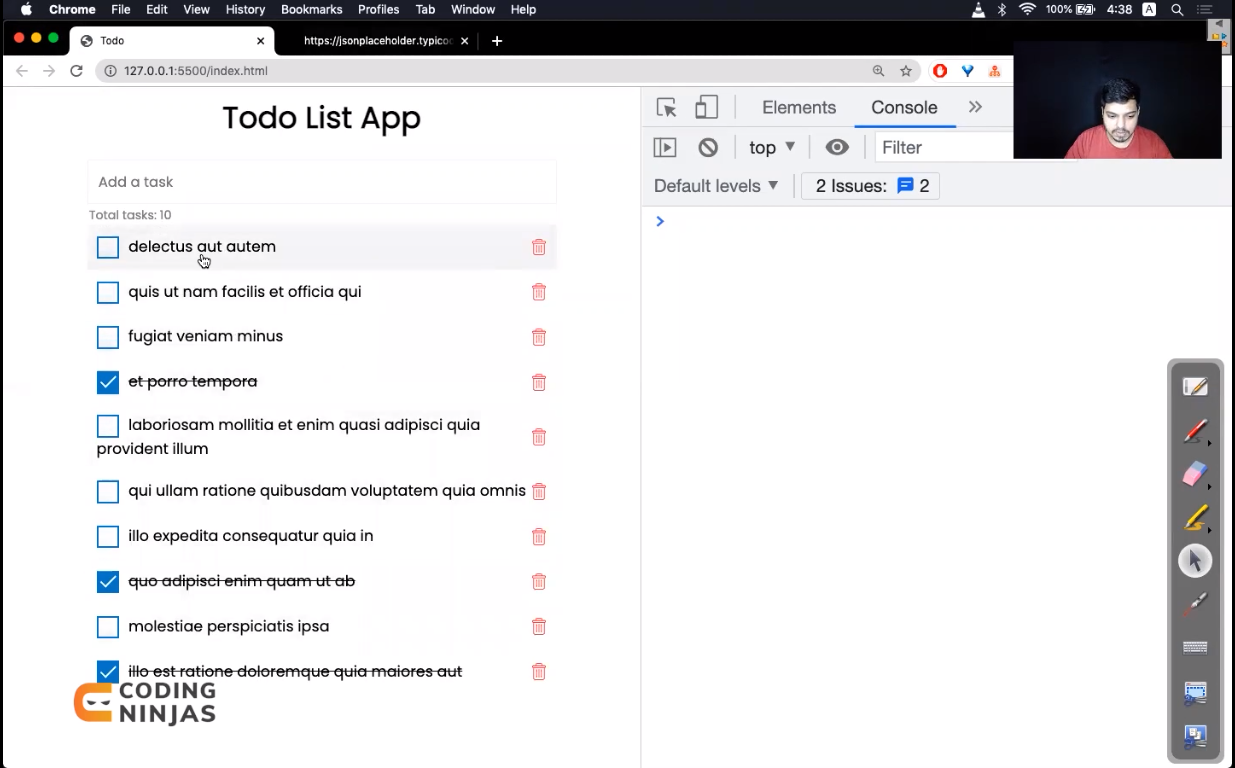 Chrome File Edit View History Bookmarks Profiles Tab Window Help 100% 4:38 A
Todo https://jsonplaceholder.typico
127.0.0.1:5500/index.html
Todo List App
Add a task
Total tasks: 10
delectus aut autem
quis ut nam facilis et officia qui
fugiat veniam minus
et porro tempora
laboriosam mollitia et enim quasi adipisci quia
provident illum
qui ullam ratione quibusdam voluptatem quia omnis
illo expedita consequatur quia in
quo adipisci enim quam ut ab
molestiae perspiciatis ipsa
illo est ratione doloremque quia maiores aut
CODING
NINJAS
Elements Console
top Filter
Default levels 2 Issues: 2